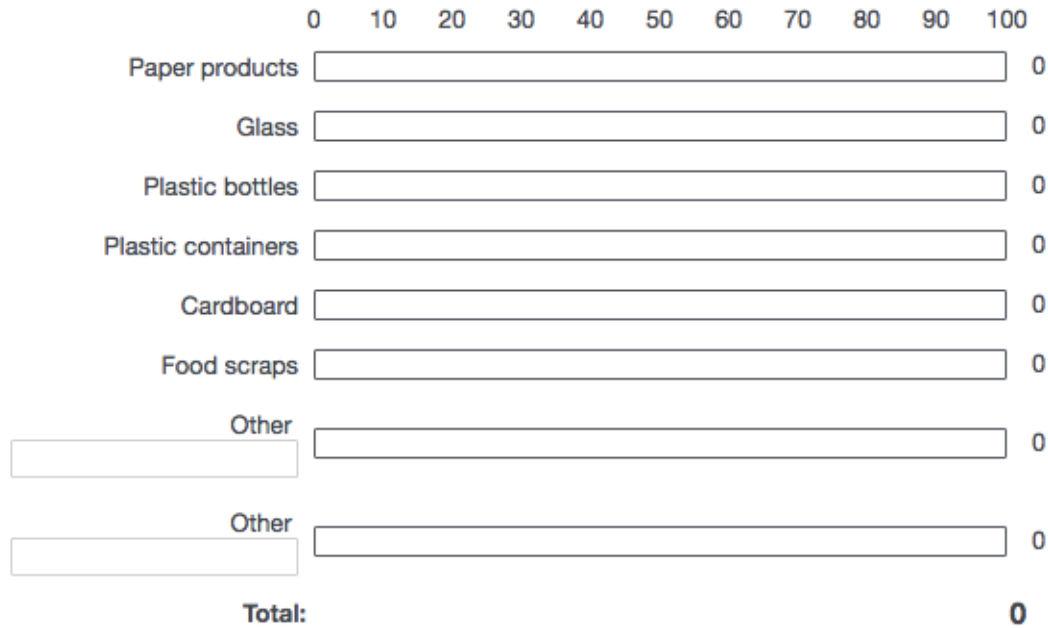 0 10 20 30 40 50 60 70 80 90 100
Paper products 0
Glass 0
Plastic bottles 0
Plastic containers 0
Cardboard 0
Food scraps 0
Other
0
Other
0
Total: 0